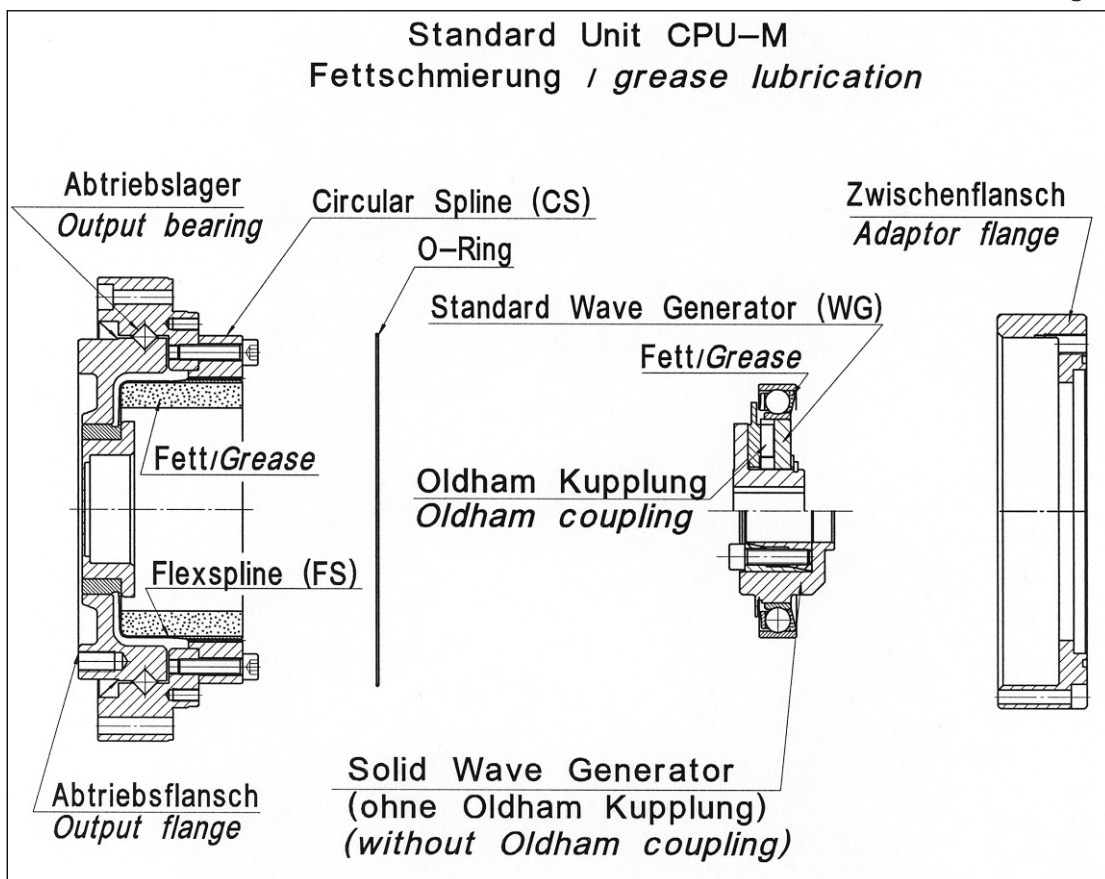 Standard Unit CPU–M
Fettschmierung / grease lubrication
Abtriebslager
Output bearing
Circular Spline (CS)
O–Ring
Zwischenflansch
Adaptor flange
Standard Wave Generator (WG)
Fett/Grease
Fett/Grease
Oldham Kupplung
Oldham coupling
Flexspline (FS)
Solid Wave Generator
(ohne Oldham Kupplung)
(without Oldham coupling)
Abtriebsflansch
Output flange